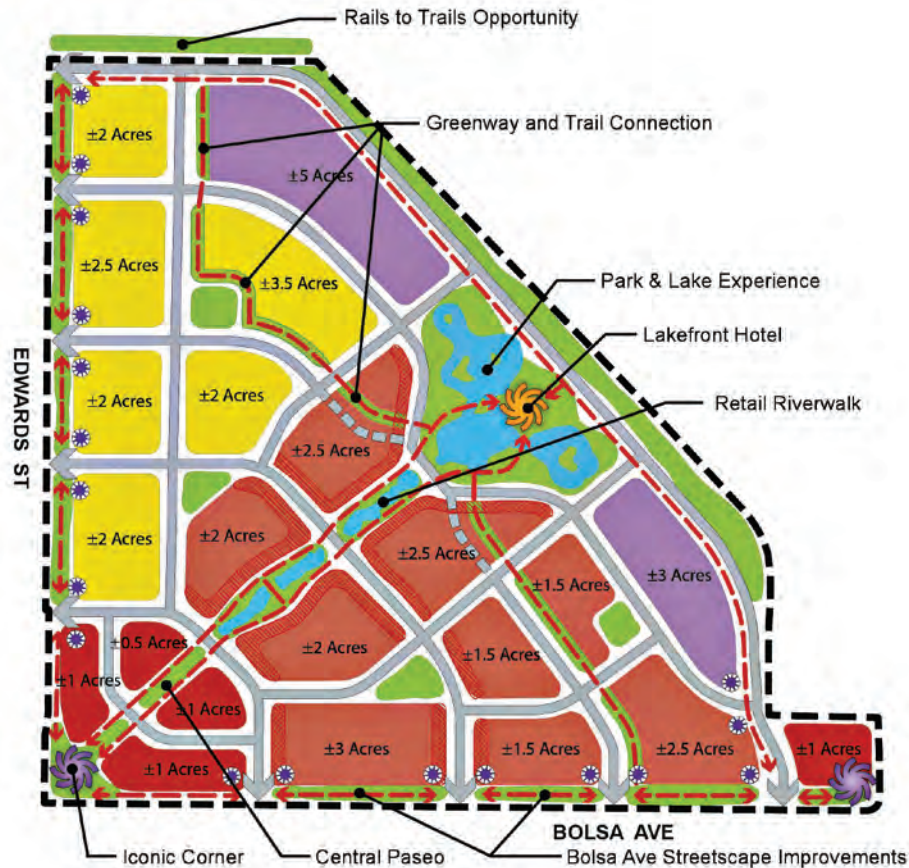 Rails to Trails Opportunity
Greenway and Trail Connection
±2 Acres
±5 Acres
±2.5 Acres
±3.5 Acres
Park & Lake Experience
Lakefront Hotel
EDWARDS ST
±2 Acres
±2 Acres
Retail Riverwalk
±2.5 Acres
±2 Acres
±2 Acres
±2.5 Acres
±3 Acres
±1.5 Acres
±0.5 Acres
±2 Acres
±1.5 Acres
±1 Acres
±1 Acres
±3 Acres
±1.5 Acres
±2.5 Acres
±1 Acres
±1 Acres
BOLSA AVE
Iconic Corner
Central Paseo
Bolsa Ave Streetscape Improvements